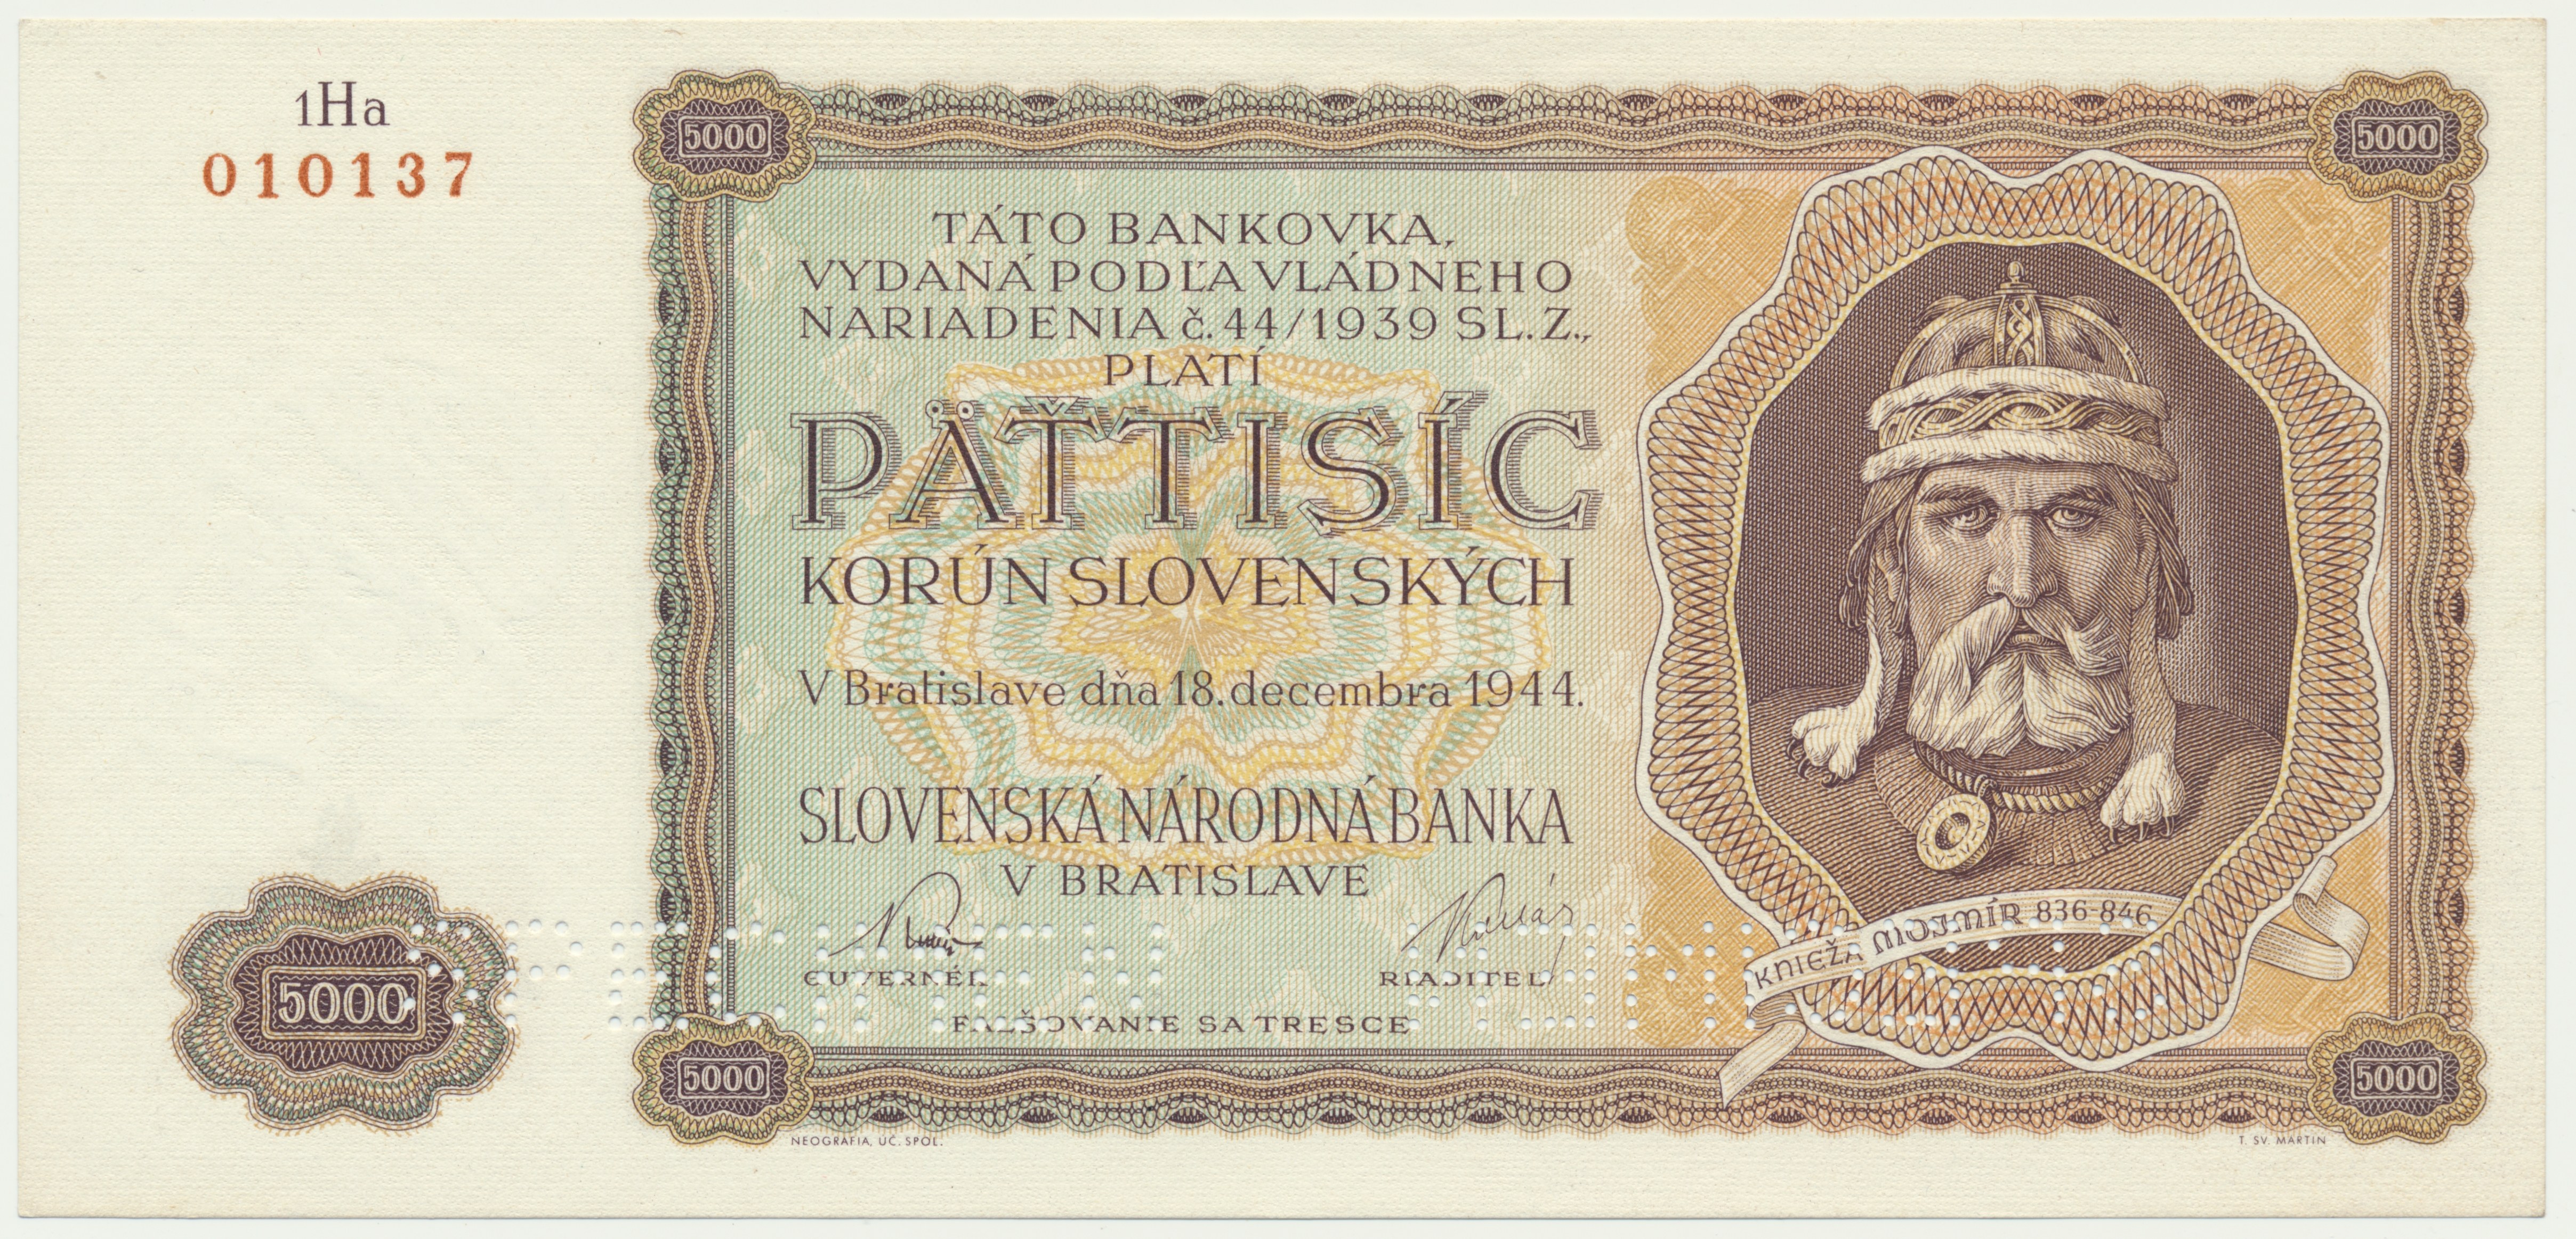 1Ha
010137
5000
5000
TÁTO BANKOVKA,
VYDANÁ PODĽA VLÁDNEHO
NARIADENIA č. 44/1939 SL. Z.,
PLATÍ
PÄŤTISÍC
KORÚN SLOVENSKÝCH
V Bratislave dňa 18. decembra 1944.
SLOVENSKÁ NÁRODNÁ BANKA
V BRATISLAVE
GUVERNÉR
RIADITEĽ
FALŠOVANIE SA TRESCE
KNIEŽA MOJMÍR 836-846
5000
5000
5000
NEOGRAFIA, ÚČ. SPOL.
T. SV. MARTIN